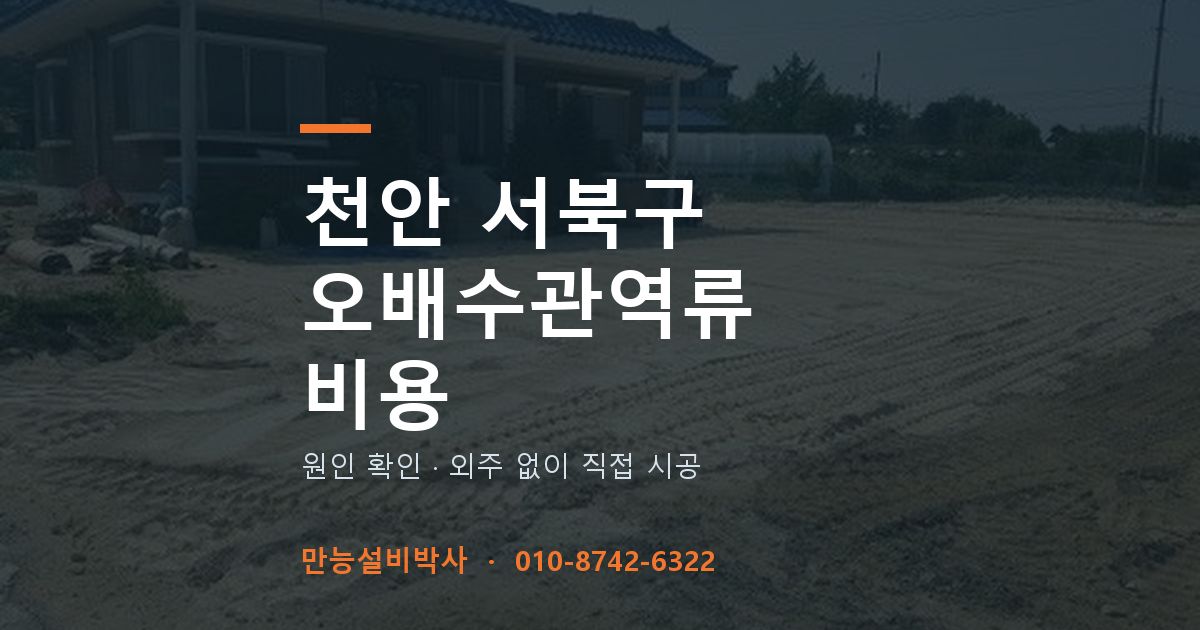 천안 서북구
오배수관역류
비용
원인 확인 · 외주 없이 직접 시공
만능설비박사 · 010-8742-6322